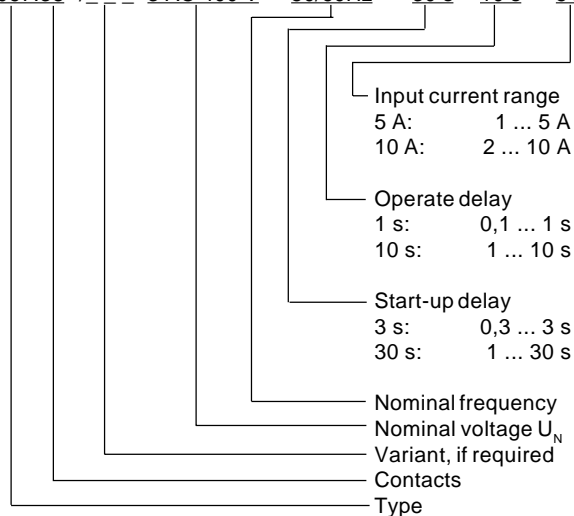 Input current range
5 A: 1 ... 5 A
10 A: 2 ... 10 A
Operate delay
1 s: 0,1 ... 1 s
10 s: 1 ... 10 s
Start-up delay
3 s: 0,3 ... 3 s
30 s: 1 ... 30 s
Nominal frequency
Nominal voltage U_N
Variant, if required
Contacts
Type